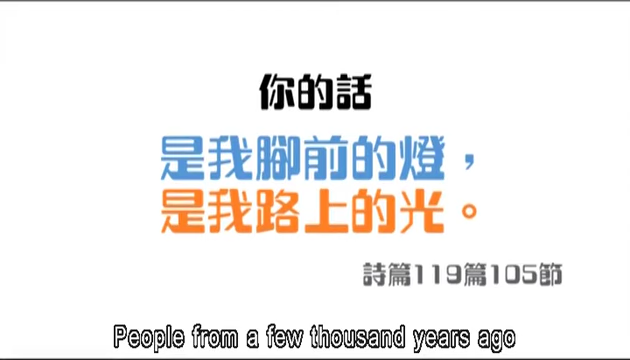 你的話
是我腳前的燈，
是我路上的光。
詩篇119篇105節
People from a few thousand years ago